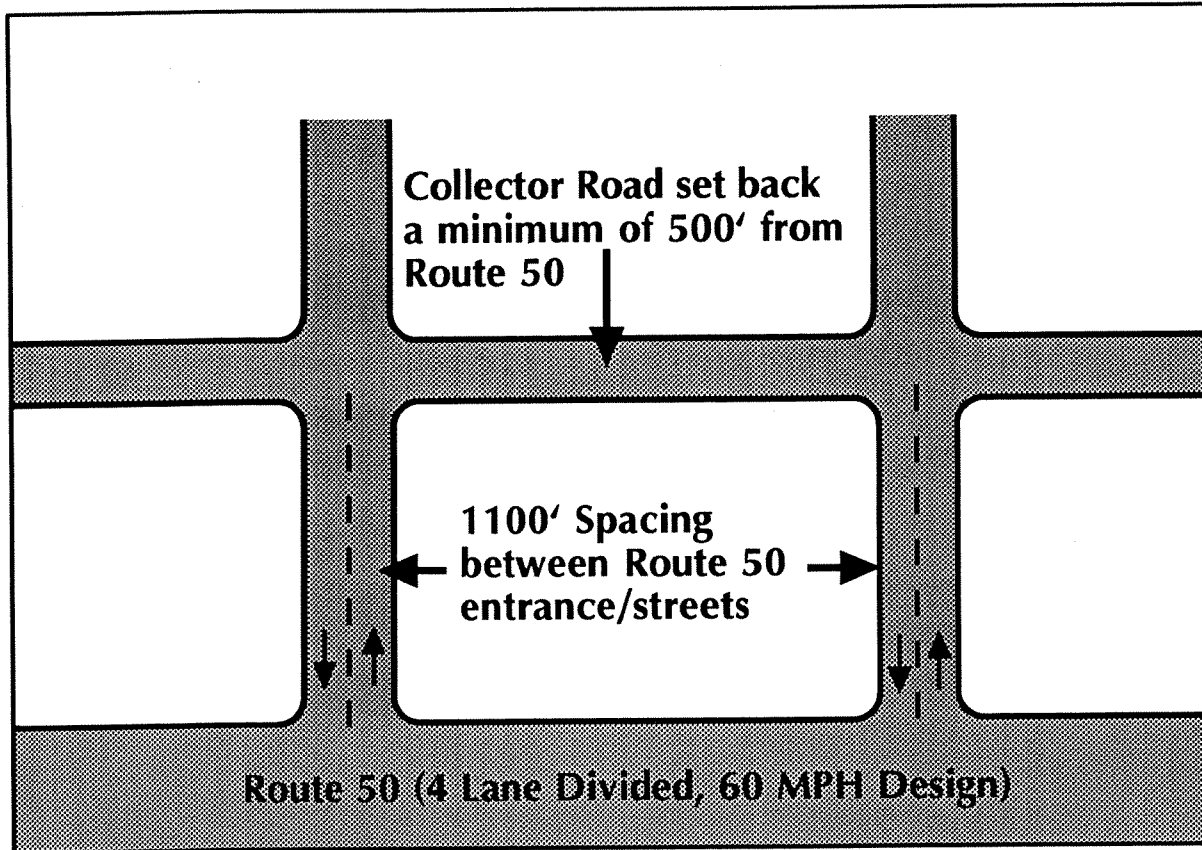 Collector Road set back
a minimum of 500′ from
Route 50
1100′ Spacing
between Route 50
entrance/streets
Route 50 (4 Lane Divided, 60 MPH Design)